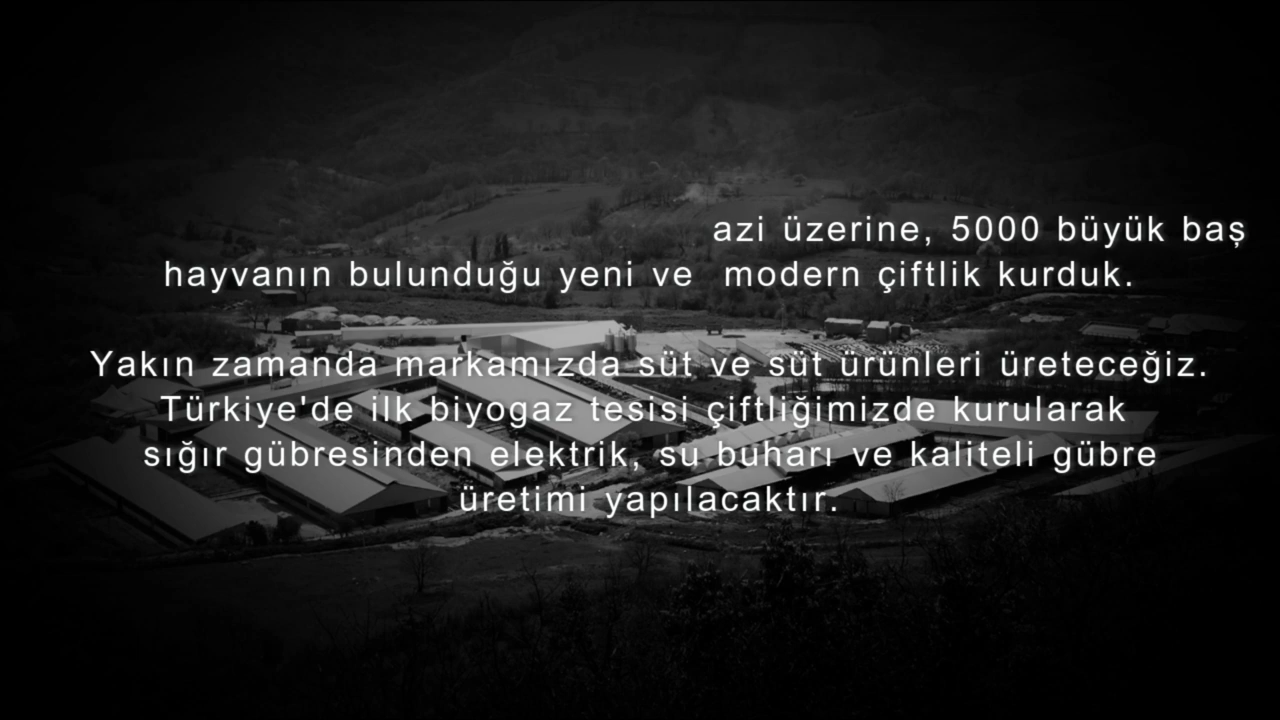 azi üzerine, 5000 büyük baş
hayvanın bulunduğu yeni ve modern çiftlik kurduk.
Yakın zamanda markamızda süt ve süt ürünleri üreteceğiz.
Türkiye'de ilk biyogaz tesisi çiftliğimizde kurularak
sığır gübresinden elektrik, su buharı ve kaliteli gübre
üretimi yapılacaktır.